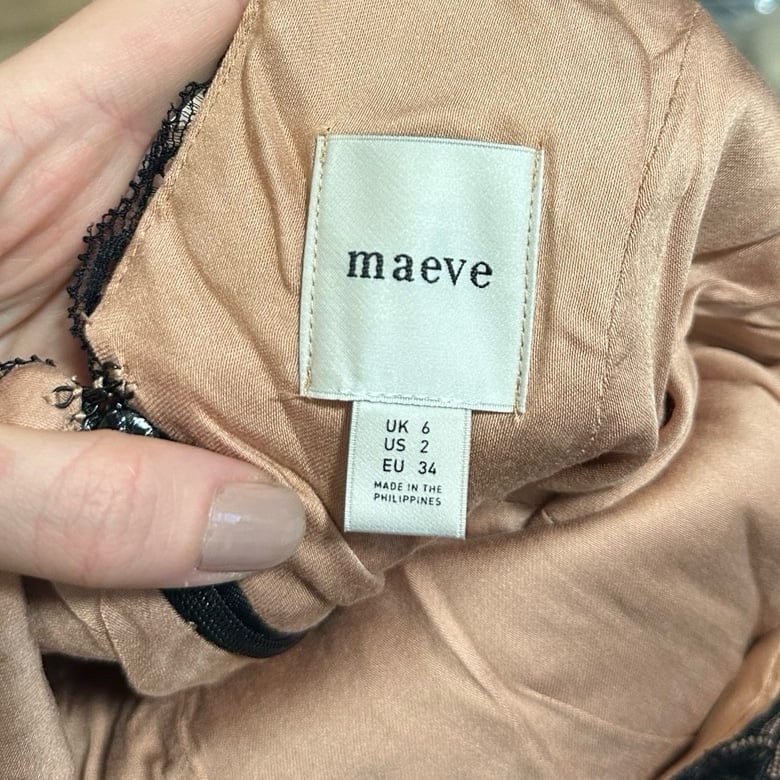 maeve
UK 6
US 2
EU 34
MADE IN THE
PHILIPPINES